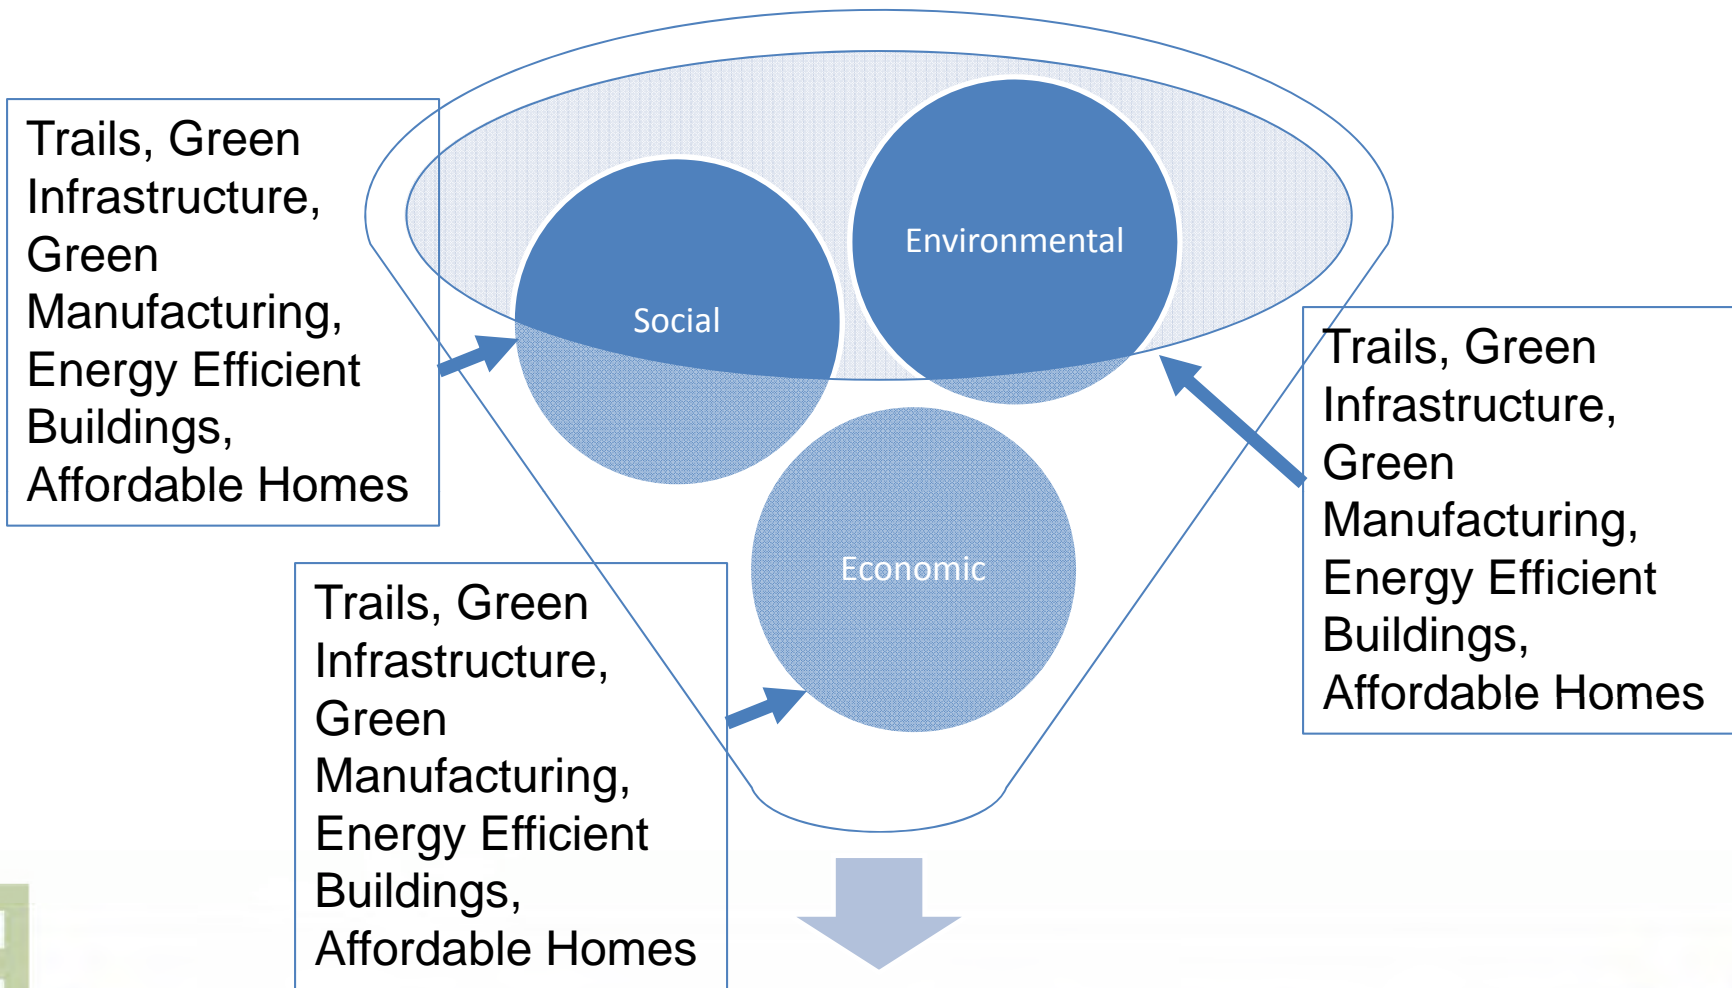 Trails, Green
Infrastructure,
Green
Manufacturing,
Energy Efficient
Buildings,
Affordable Homes
Social
Environmental
Economic
Trails, Green
Infrastructure,
Green
Manufacturing,
Energy Efficient
Buildings,
Affordable Homes
Trails, Green
Infrastructure,
Green
Manufacturing,
Energy Efficient
Buildings,
Affordable Homes